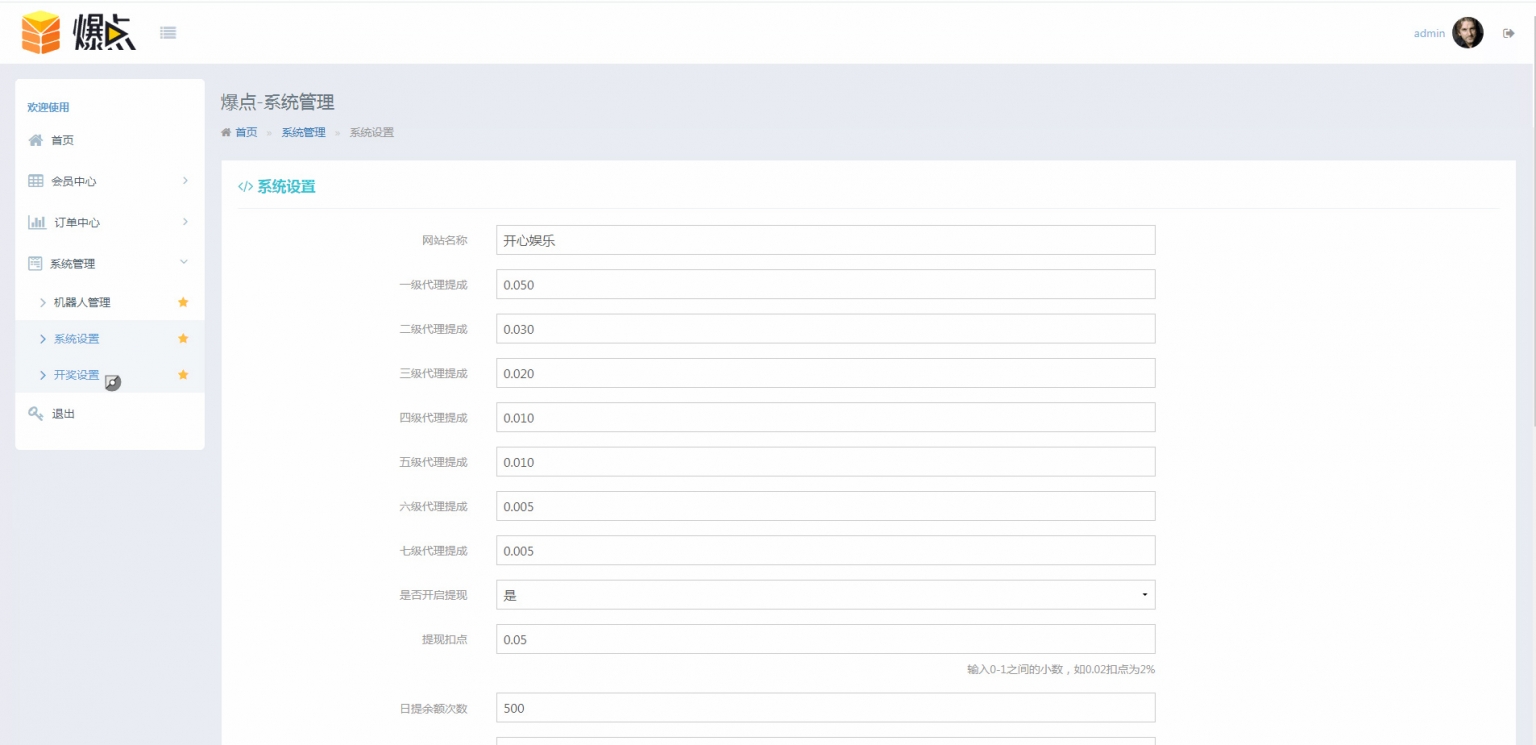 爆点
admin
欢迎使用
首页
会员中心
订单中心
系统管理
机器人管理
系统设置
开奖设置
退出
爆点-系统管理
首页 » 系统管理 » 系统设置
</> 系统设置
网站名称 开心娱乐
一级代理提成 0.050
二级代理提成 0.030
三级代理提成 0.020
四级代理提成 0.010
五级代理提成 0.010
六级代理提成 0.005
七级代理提成 0.005
是否开启提现 是
提现扣点 0.05
输入0-1之间的小数，如0.02扣点为2%
日提余额次数 500